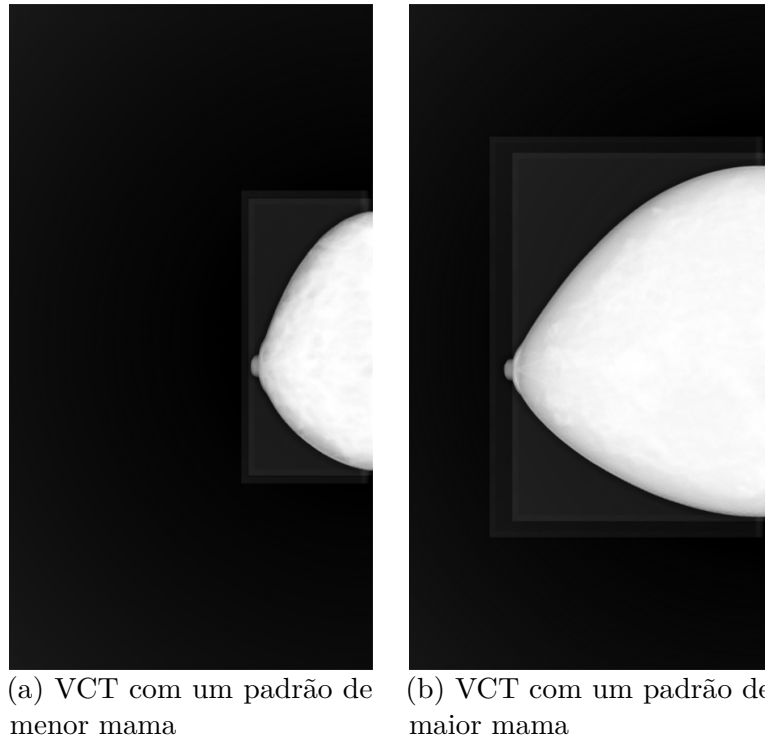 (a) VCT com um padrão de
menor mama
(b) VCT com um padrão de
maior mama